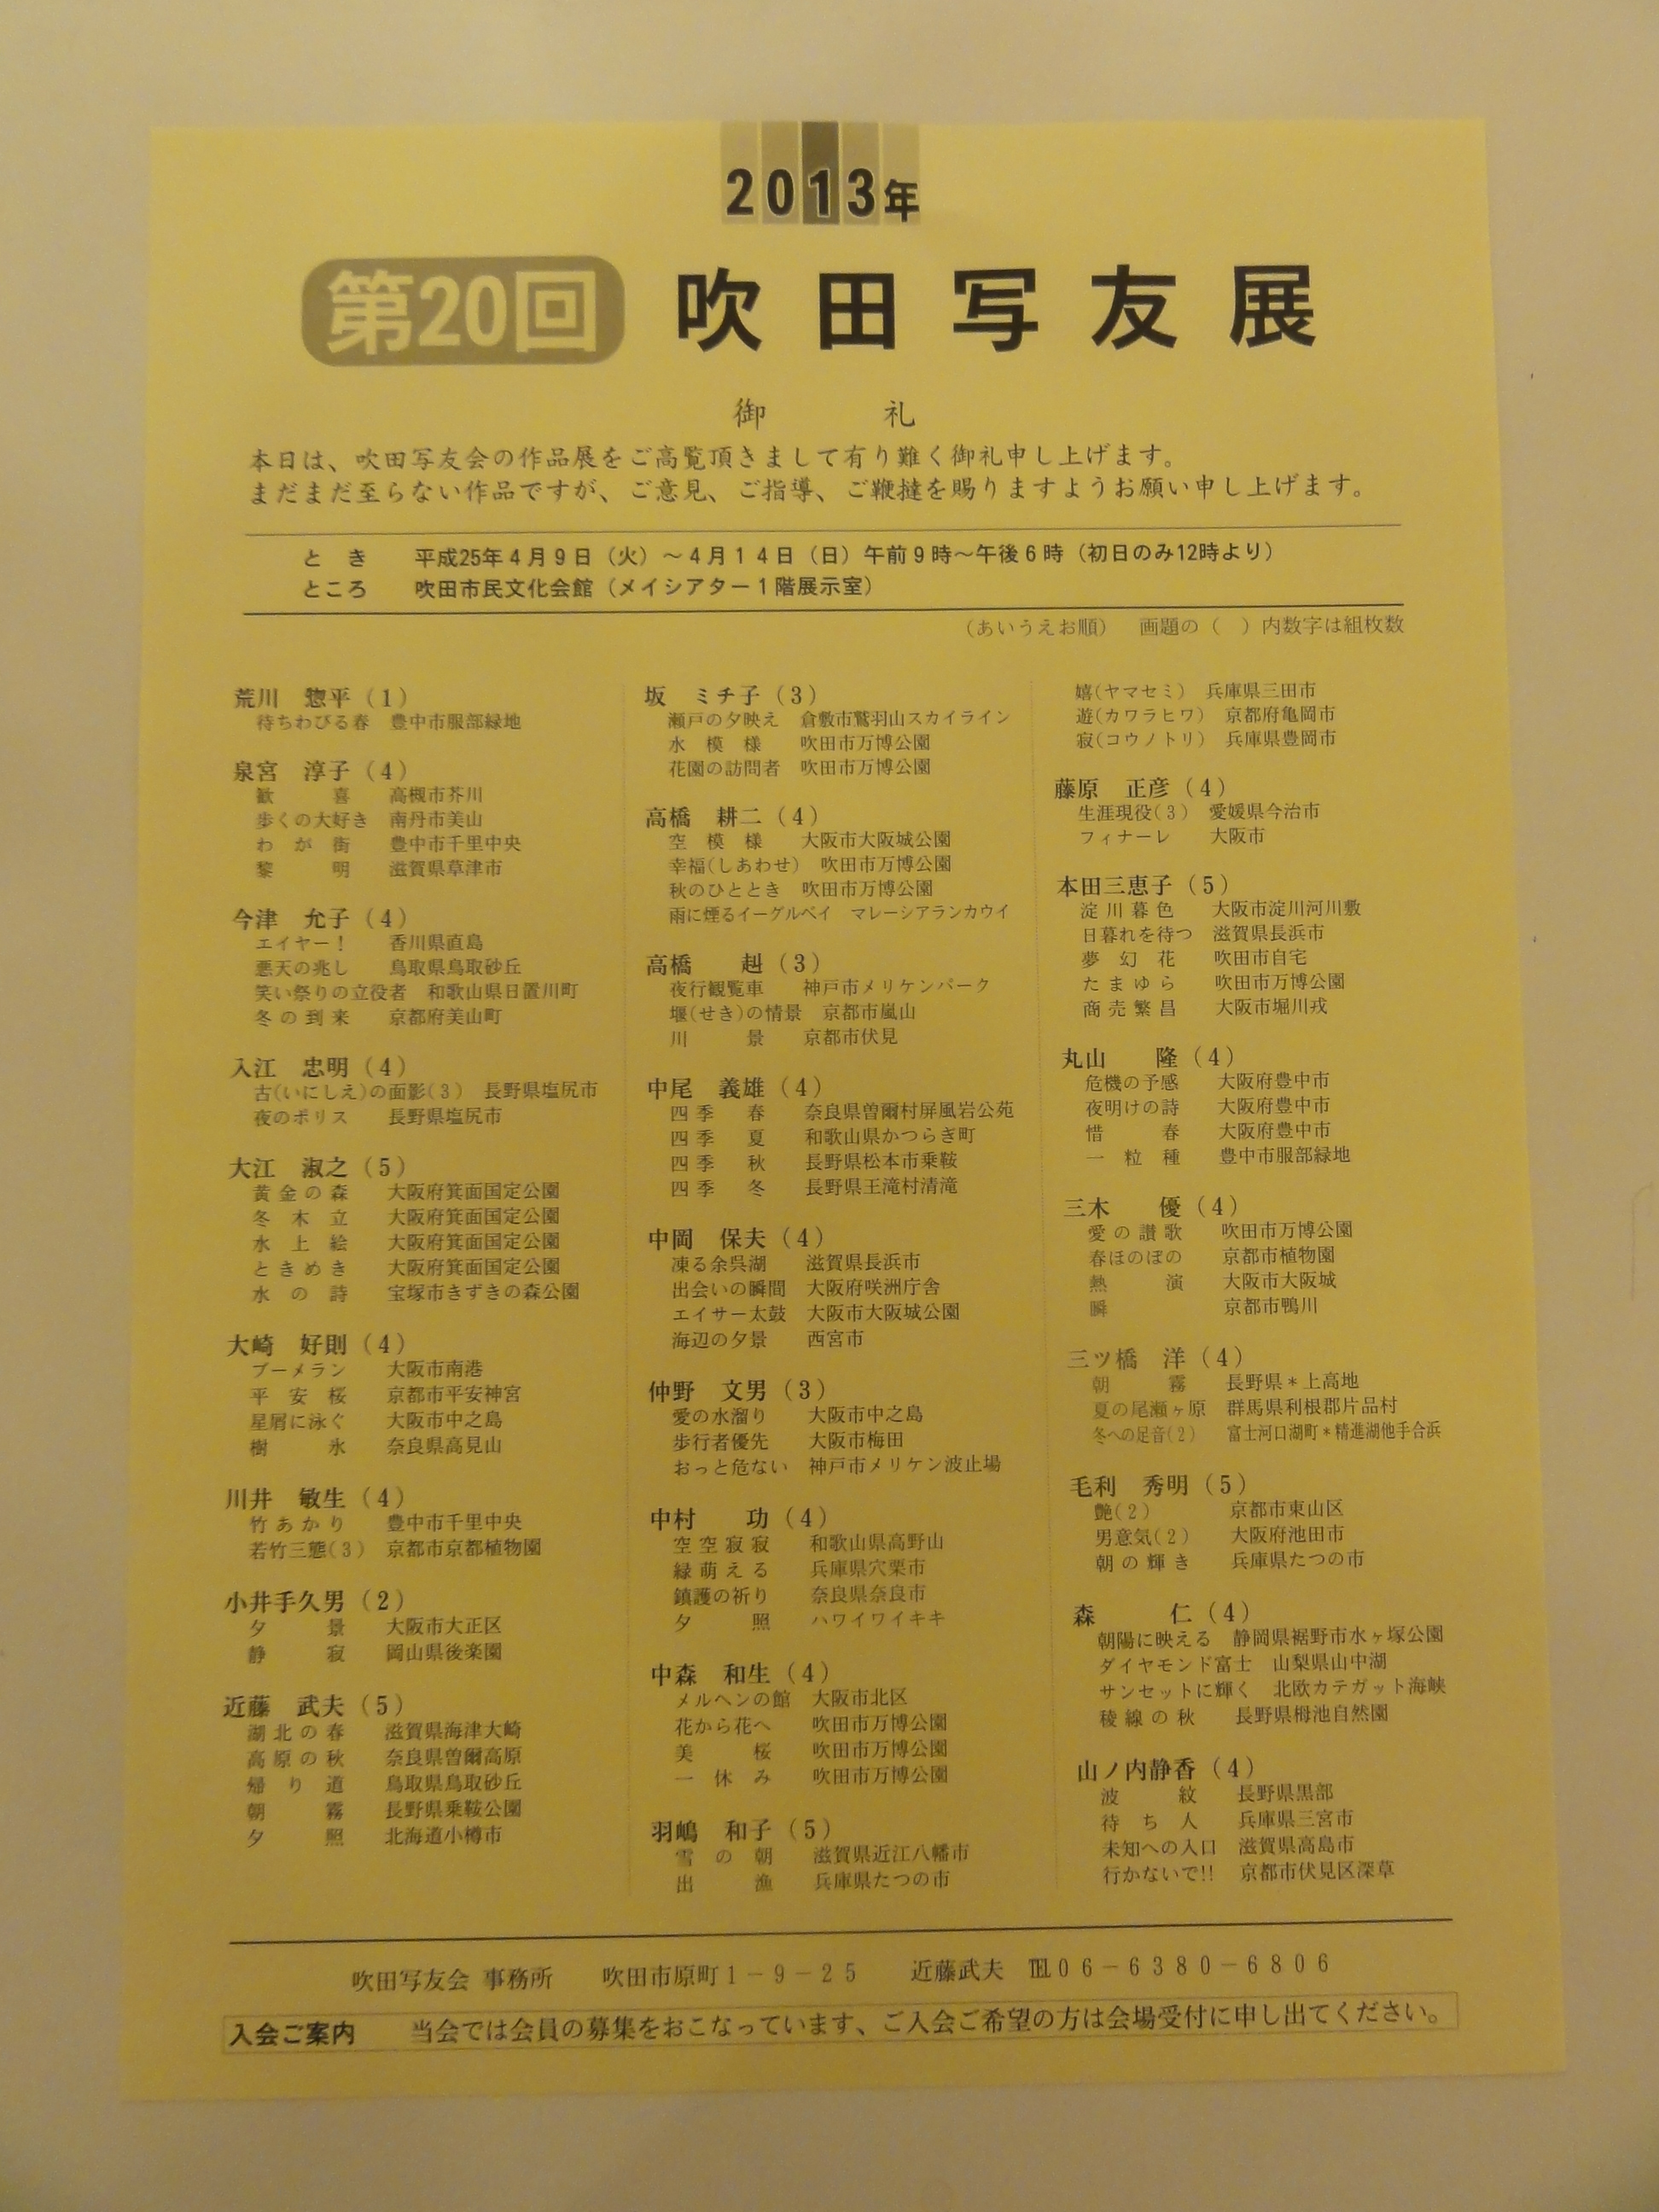 2013年
第20回 吹田写友展
御 礼
本日は、吹田写友会の作品展をご高覧頂きまして有り難く御礼申し上げます。
まだまだ至らない作品ですが、ご意見、ご指導、ご鞭撻を賜りますようお願い申し上げます。
とき 平成25年4月9日（火）～4月14日（日）午前9時～午後6時（初日のみ12時より）
ところ 吹田市民文化会館（メイシアター1階展示室）
（あいうえお順） 画題の（ ）内数字は組枚数
荒川 惣平（1）
待ちわびる春 豊中市服部緑地
泉宮 淳子（4）
歓喜 高槻市芥川
歩くの大好き 南丹市美山
わが街 豊中市千里中央
黎明 滋賀県草津市
今津 允子（4）
エイヤー！ 香川県直島
悪天の兆し 鳥取県鳥取砂丘
笑い祭りの立役者 和歌山県日置川町
冬の到来 京都府美山町
入江 忠明（4）
古(いにしえ)の面影(3) 長野県塩尻市
夜のポリス 長野県塩尻市
大江 淑之（5）
黄金の森 大阪府箕面国定公園
冬木立 大阪府箕面国定公園
水上絵 大阪府箕面国定公園
ときめき 大阪府箕面国定公園
水の詩 宝塚市きずきの森公園
大崎 好則（4）
ブーメラン 大阪市南港
平安桜 京都市平安神宮
星屑に泳ぐ 大阪市中之島
樹氷 奈良県高見山
川井 敏生（4）
竹あかり 豊中市千里中央
若竹三態(3) 京都市京都植物園
小井手久男（2）
夕景 大阪市大正区
静寂 岡山県後楽園
近藤 武夫（5）
湖北の春 滋賀県海津大崎
高原の秋 奈良県曽爾高原
帰り道 鳥取県鳥取砂丘
朝霧 長野県乗鞍公園
夕照 北海道小樽市
坂 ミチ子（3）
瀬戸の夕映え 倉敷市鷲羽山スカイライン
水模様 吹田市万博公園
花園の訪問者 吹田市万博公園
高橋 耕二（4）
空模様 大阪市大阪城公園
幸福(しあわせ) 吹田市万博公園
秋のひととき 吹田市万博公園
雨に煙るイーグルベイ マレーシアランカウイ
高橋 赳（3）
夜行観覧車 神戸市メリケンパーク
堰(せき)の情景 京都市嵐山
川景 京都市伏見
中尾 義雄（4）
四季 春 奈良県曽爾村屏風岩公苑
四季 夏 和歌山県かつらぎ町
四季 秋 長野県松本市乗鞍
四季 冬 長野県王滝村清滝
中岡 保夫（4）
凍る余呉湖 滋賀県長浜市
出会いの瞬間 大阪府咲洲庁舎
エイサー太鼓 大阪市大阪城公園
海辺の夕景 西宮市
仲野 文男（3）
愛の水溜り 大阪市中之島
歩行者優先 大阪市梅田
おっと危ない 神戸市メリケン波止場
中村 功（4）
空空寂寂 和歌山県高野山
緑萌える 兵庫県宍栗市
鎮護の祈り 奈良県奈良市
夕照 ハワイワイキキ
中森 和生（4）
メルヘンの館 大阪市北区
花から花へ 吹田市万博公園
美桜 吹田市万博公園
一休み 吹田市万博公園
羽嶋 和子（5）
雪の朝 滋賀県近江八幡市
出漁 兵庫県たつの市
嬉(ヤマセミ) 兵庫県三田市
遊(カワラヒワ) 京都府亀岡市
寂(コウノトリ) 兵庫県豊岡市
藤原 正彦（4）
生涯現役(3) 愛媛県今治市
フィナーレ 大阪市
本田三恵子（5）
淀川暮色 大阪市淀川河川敷
日暮れを待つ 滋賀県長浜市
夢幻花 吹田市自宅
たまゆら 吹田市万博公園
商売繁昌 大阪市堀川戎
丸山 隆（4）
危機の予感 大阪府豊中市
夜明けの詩 大阪府豊中市
惜春 大阪府豊中市
一粒種 豊中市服部緑地
三木 優（4）
愛の讃歌 吹田市万博公園
春ほのぼの 京都市植物園
熱演 大阪市大阪城
瞬 京都市鴨川
三ツ橋 洋（4）
朝霧 長野県＊上高地
夏の尾瀬ヶ原 群馬県利根郡片品村
冬への足音(2) 富士河口湖町＊精進湖他手合浜
毛利 秀明（5）
艶(2) 京都市東山区
男意気(2) 大阪府池田市
朝の輝き 兵庫県たつの市
森 仁（4）
朝陽に映える 静岡県裾野市水ヶ塚公園
ダイヤモンド富士 山梨県山中湖
サンセットに輝く 北欧カテガット海峡
稜線の秋 長野県栂池自然園
山ノ内静香（4）
波紋 長野県黒部
待ち人 兵庫県三宮市
未知への入口 滋賀県高島市
行かないで!! 京都市伏見区深草
吹田写友会 事務所 吹田市原町1－9－25 近藤武夫 ℡06－6380－6806
入会ご案内 当会では会員の募集をおこなっています、ご入会ご希望の方は会場受付に申し出てください。